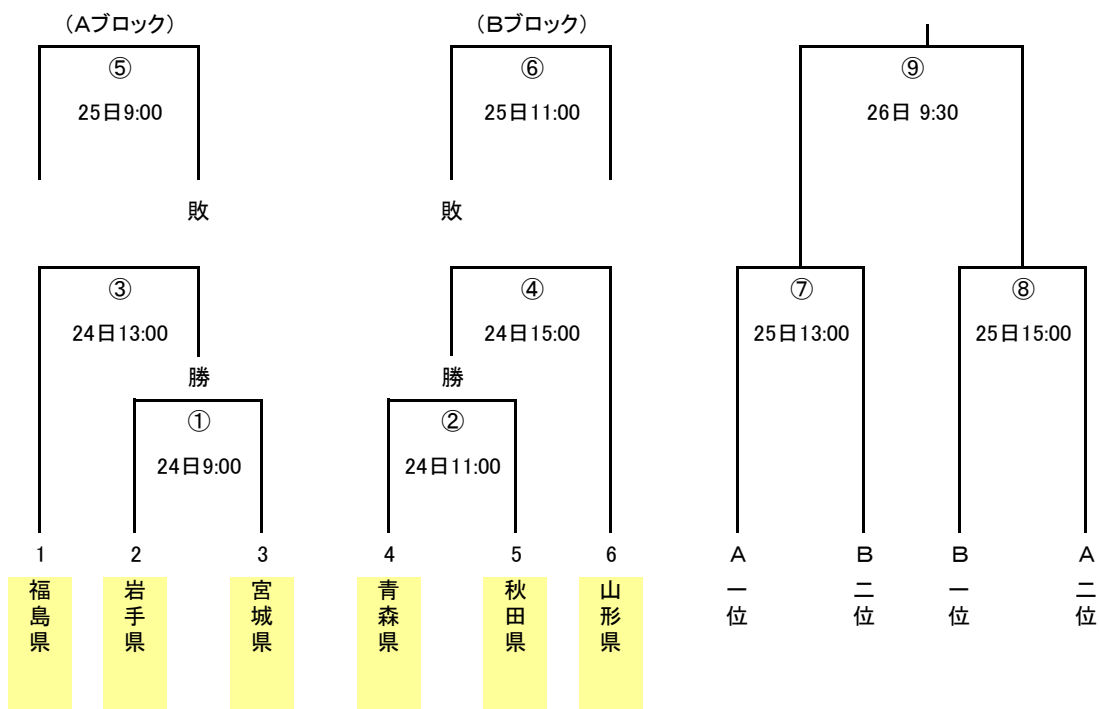 (Aブロック)
(Bブロック)
⑤
25日9:00
⑥
25日11:00
⑨
26日 9:30
敗
敗
③
24日13:00
④
24日15:00
⑦
25日13:00
⑧
25日15:00
勝
勝
①
24日9:00
②
24日11:00
1
2
3
4
5
6
福島県
岩手県
宮城県
青森県
秋田県
山形県
A一位
B二位
B一位
A二位